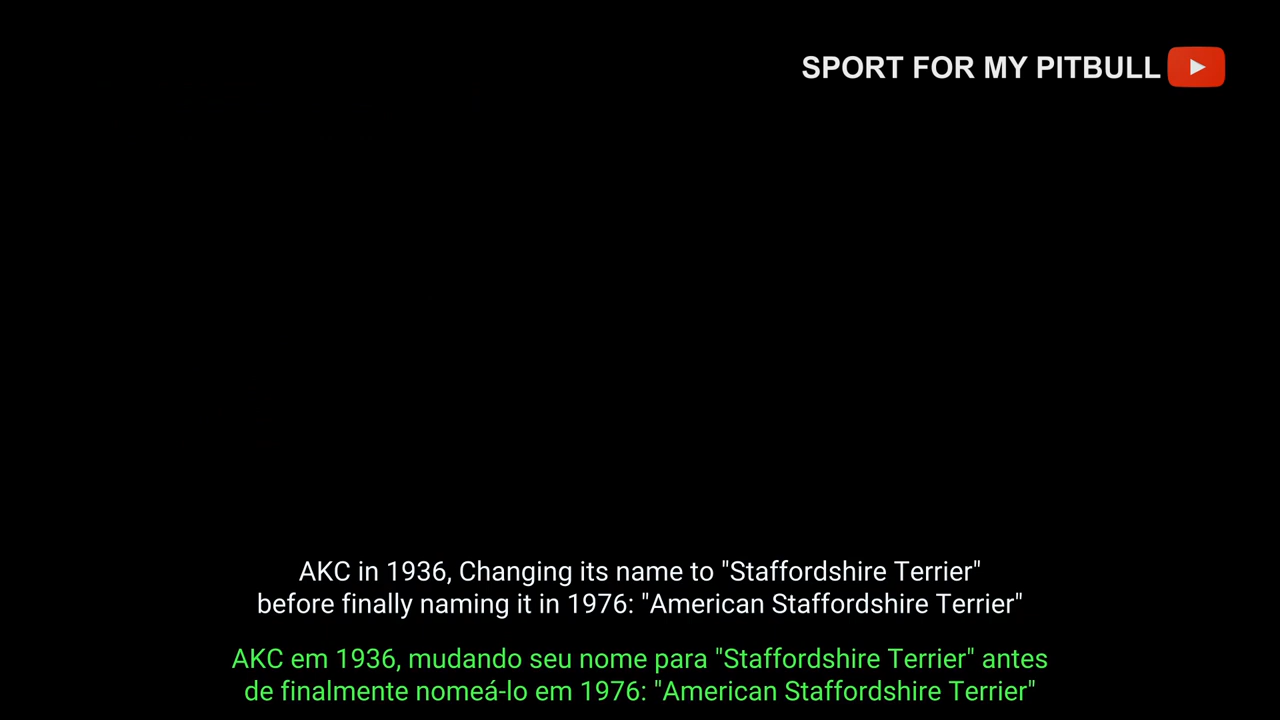 SPORT FOR MY PITBULL
AKC in 1936, Changing its name to "Staffordshire Terrier"
before finally naming it in 1976: "American Staffordshire Terrier"
AKC em 1936, mudando seu nome para "Staffordshire Terrier" antes
de finalmente nomeá-lo em 1976: "American Staffordshire Terrier"